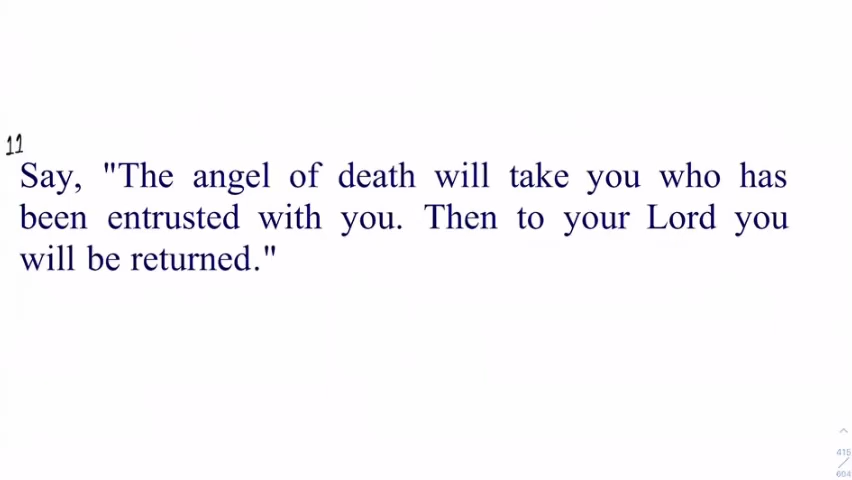 11
Say, "The angel of death will take you who has
been entrusted with you. Then to your Lord you
will be returned."
415
/
604